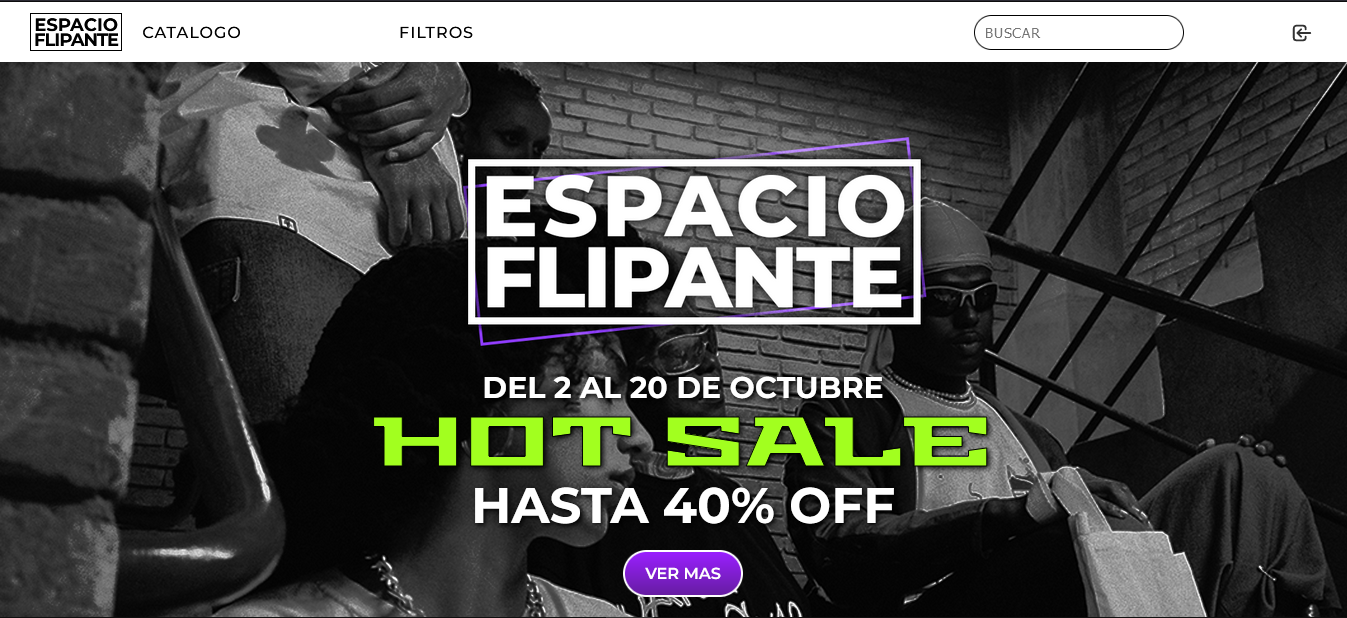 ESPACIO
FLIPANTE
CATALOGO
FILTROS
BUSCAR
ESPACIO
FLIPANTE
DEL 2 AL 20 DE OCTUBRE
HOT SALE
HASTA 40% OFF
VER MAS